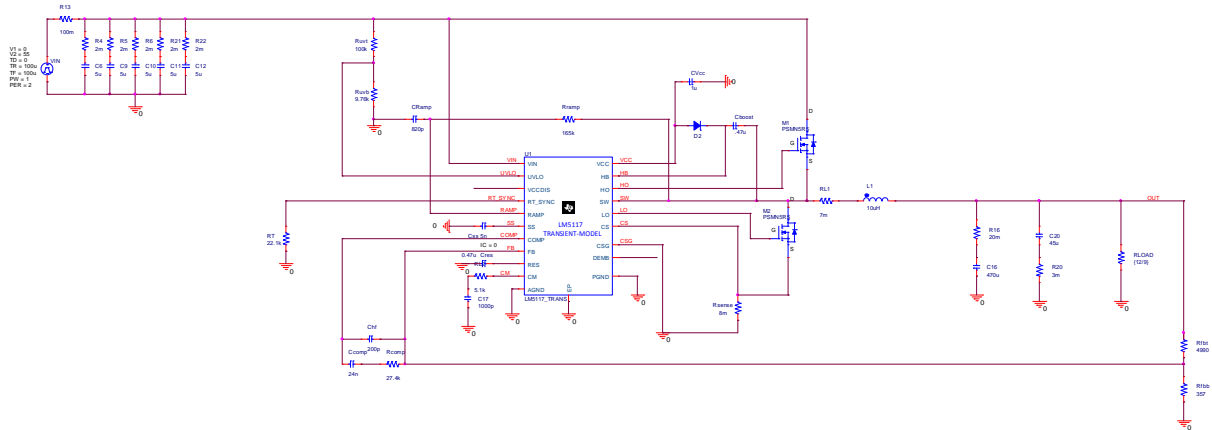 R13
100m
V1 = 0
V2 = 55
TD = 0
TR = 100u
TF = 100u
PW = 1
PER = 2
VIN
R4
2m
R5
2m
R6
2m
R21
2m
R22
2m
C6
5u
C9
5u
C10
5u
C11
5u
C12
5u
0
Ruvt
100k
Ruvb
9.76k
0
CRamp
820p
Rramp
165k
CVcc
1u
0
D2
Cboost
.47u
M1
PSMN5R5
D
G
S
U1
VIN
UVLO
RT_SYNC
RAMP
SS
COMP
FB
CM
VIN
UVLO
VCCDIS
RT_SYNC
RAMP
SS
COMP
FB
RES
CM
AGND
LM5117
TRANSIENT-MODEL
EP
VCC
HB
HO
SW
LO
CS
CSG
DEMB
PGND
VCC
HB
HO
SW
LO
CS
CSG
LM5117_TRANS
RT
22.1k
0
0
Css 5n
IC = 0
0.47u
Cres
0
5.1k
C17
1000p
0
0
0
0
M2
PSMN5R5
D
G
S
Rsense
8m
0
RL1
7m
L1
10uH
OUT
R16
20m
C16
470u
0
C20
45u
R20
3m
0
RLOAD
{12/9}
0
Chf
200p
Ccomp
24n
Rcomp
27.4k
Rfbt
4990
Rfbb
357
0